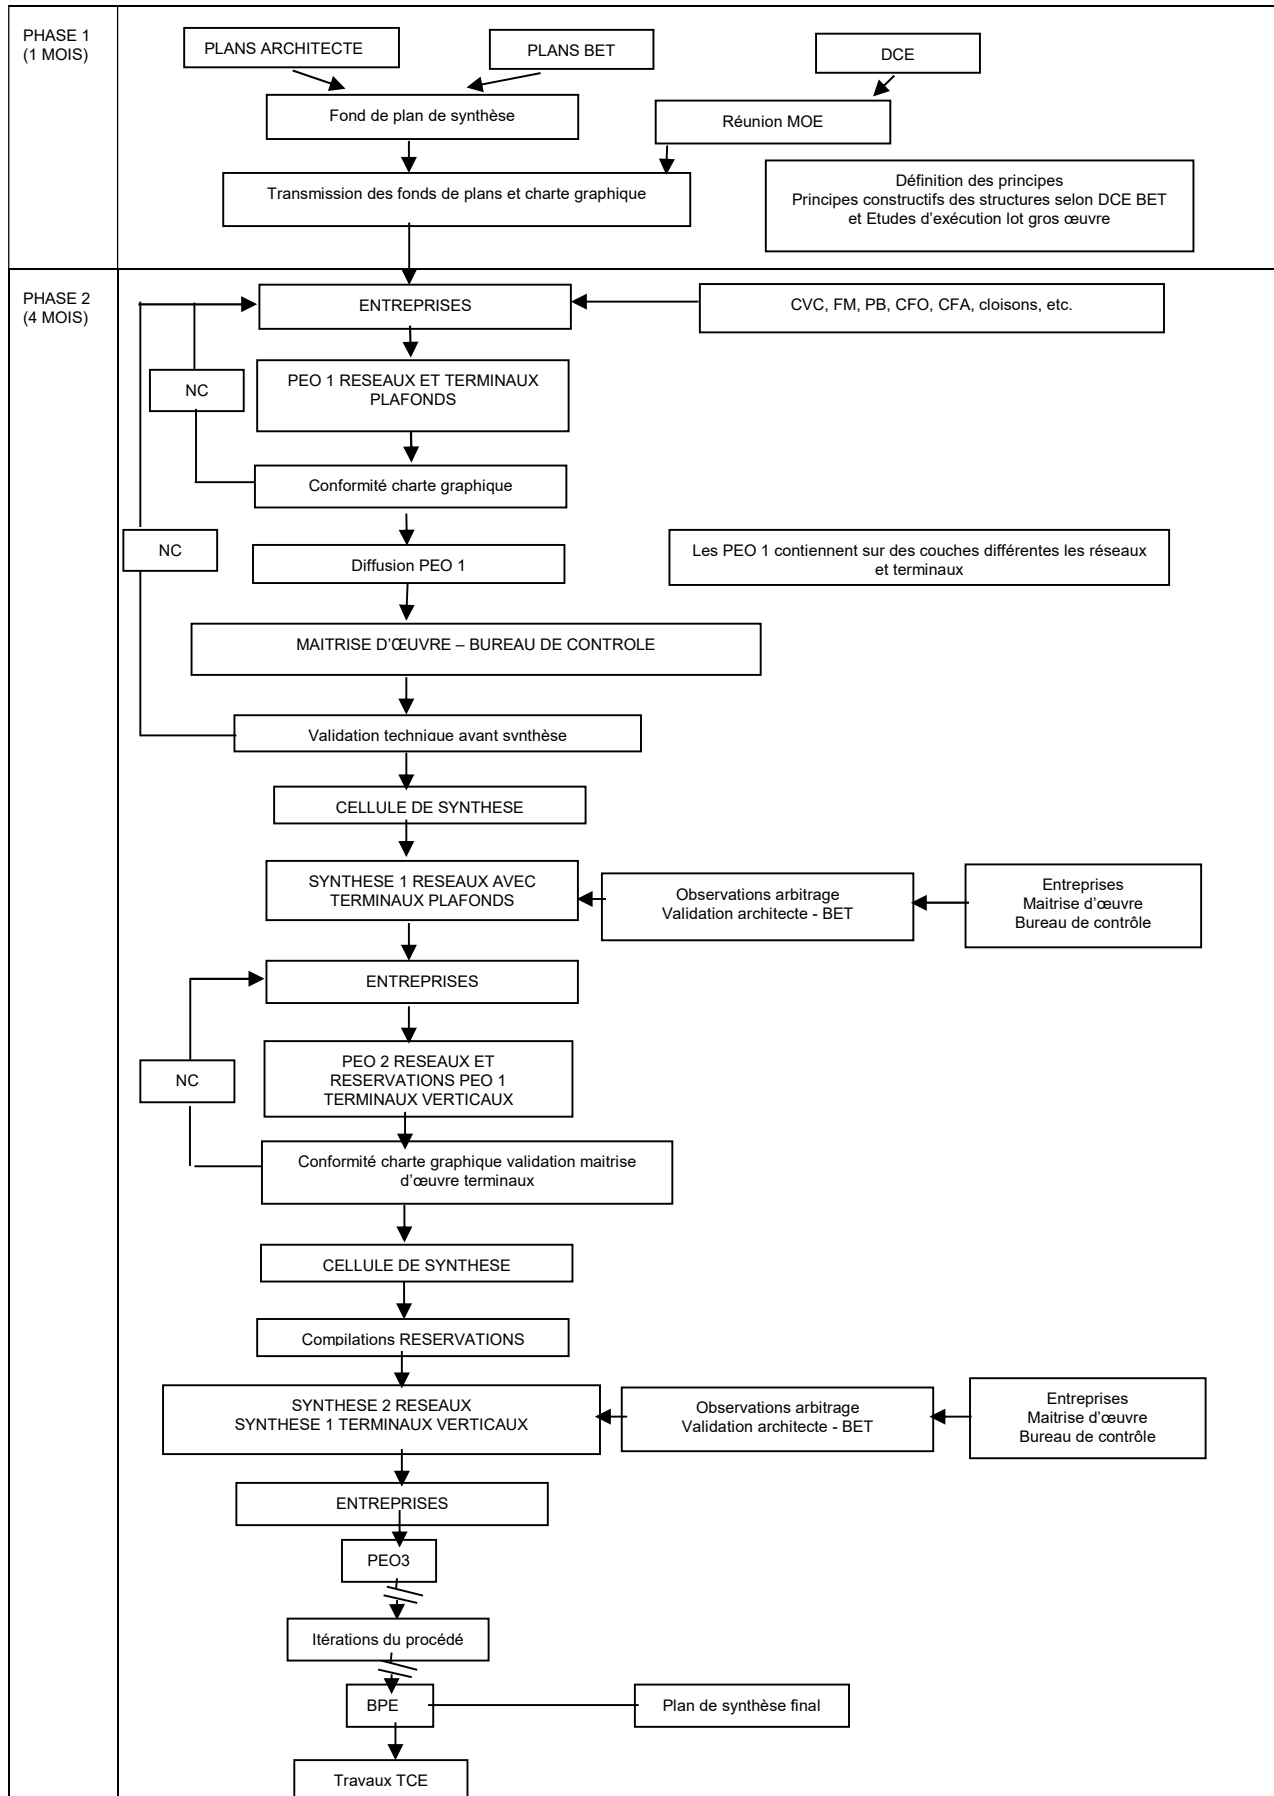 PHASE 1
(1 MOIS)
PLANS ARCHITECTE
PLANS BET
DCE
Fond de plan de synthèse
Réunion MOE
Transmission des fonds de plans et charte graphique
Définition des principes
Principes constructifs des structures selon DCE BET
et Etudes d’exécution lot gros œuvre
PHASE 2
(4 MOIS)
ENTREPRISES
CVC, FM, PB, CFO, CFA, cloisons, etc.
PEO 1 RESEAUX ET TERMINAUX
PLAFONDS
NC
Conformité charte graphique
NC
Diffusion PEO 1
Les PEO 1 contiennent sur des couches différentes les réseaux
et terminaux
MAITRISE D’ŒUVRE – BUREAU DE CONTROLE
Validation technique avant synthèse
CELLULE DE SYNTHESE
SYNTHESE 1 RESEAUX AVEC
TERMINAUX PLAFONDS
Observations arbitrage
Validation architecte - BET
Entreprises
Maitrise d’œuvre
Bureau de contrôle
ENTREPRISES
PEO 2 RESEAUX ET
RESERVATIONS PEO 1
TERMINAUX VERTICAUX
NC
Conformité charte graphique validation maitrise
d’œuvre terminaux
CELLULE DE SYNTHESE
Compilations RESERVATIONS
SYNTHESE 2 RESEAUX
SYNTHESE 1 TERMINAUX VERTICAUX
Observations arbitrage
Validation architecte - BET
Entreprises
Maitrise d’œuvre
Bureau de contrôle
ENTREPRISES
PEO3
Itérations du procédé
BPE
Plan de synthèse final
Travaux TCE